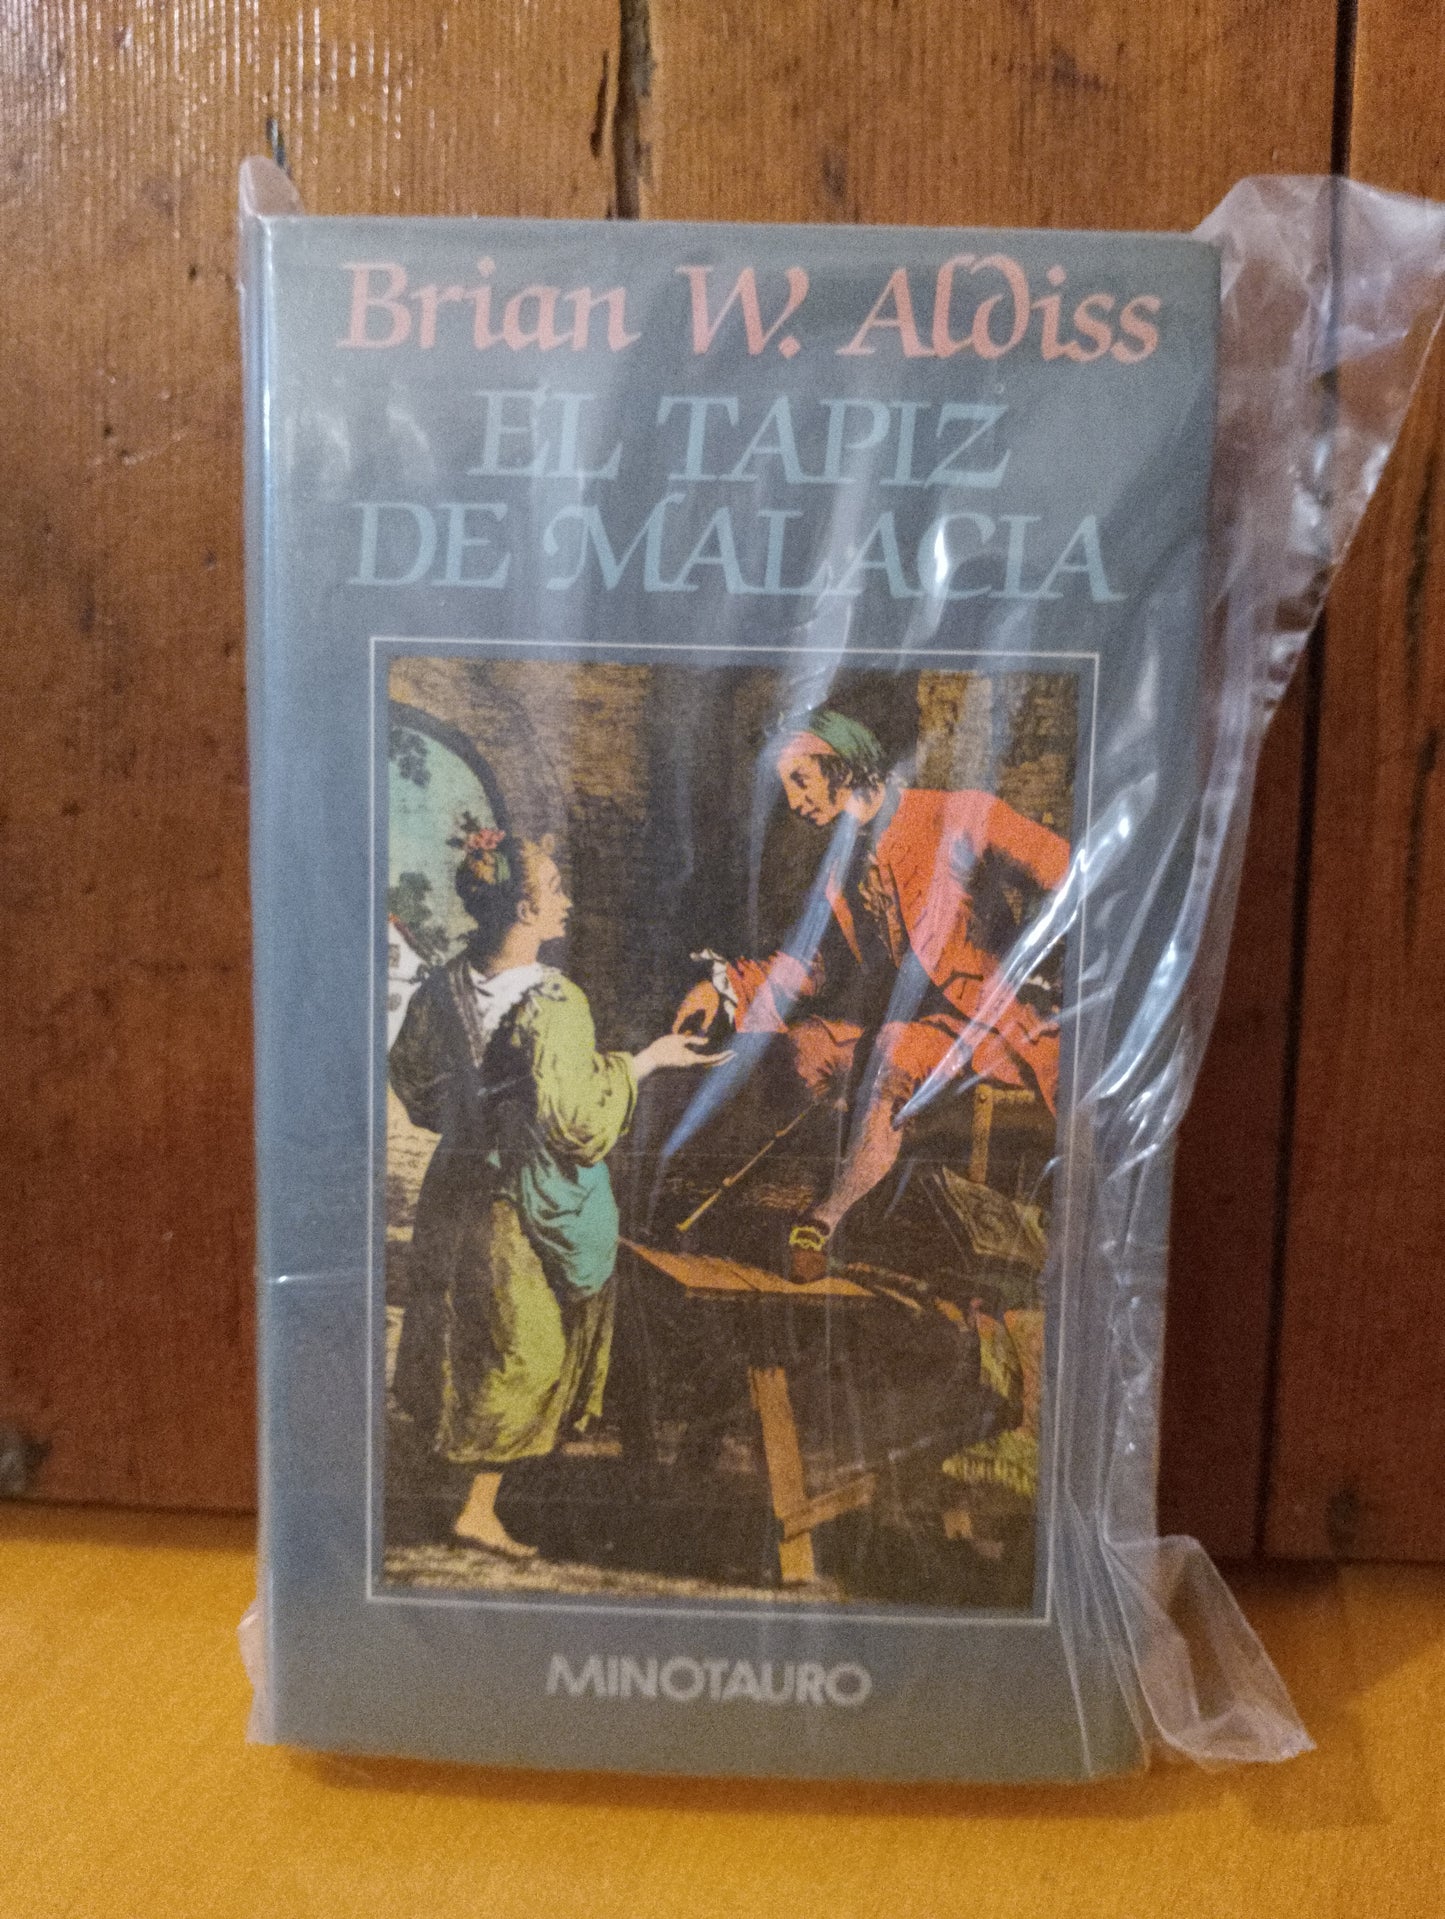 Brian W. Aldiss
EL TAPIZ
DE MALACIA
MINOTAURO